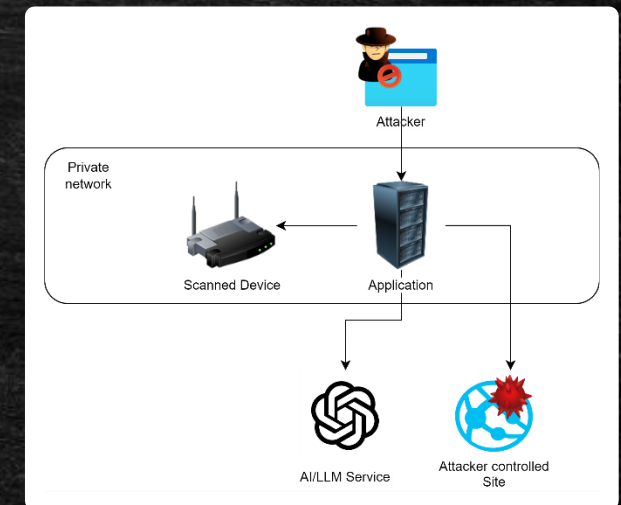 Attacker
Private
network
Scanned Device
Application
AI/LLM Service
Attacker controlled
Site